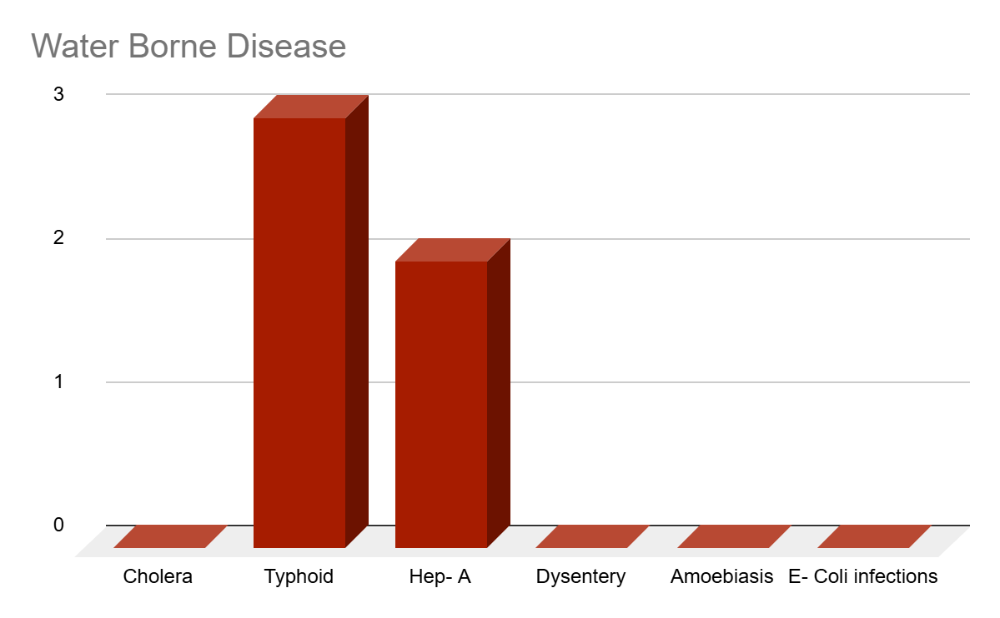 Water Borne Disease
3
2
1
0
Cholera Typhoid Hep- A Dysentery Amoebiasis E- Coli infections